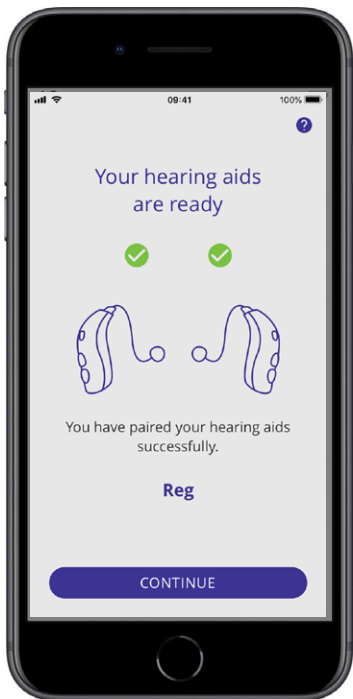 09:41
100%
?
Your hearing aids
are ready
You have paired your hearing aids
successfully.
Reg
CONTINUE